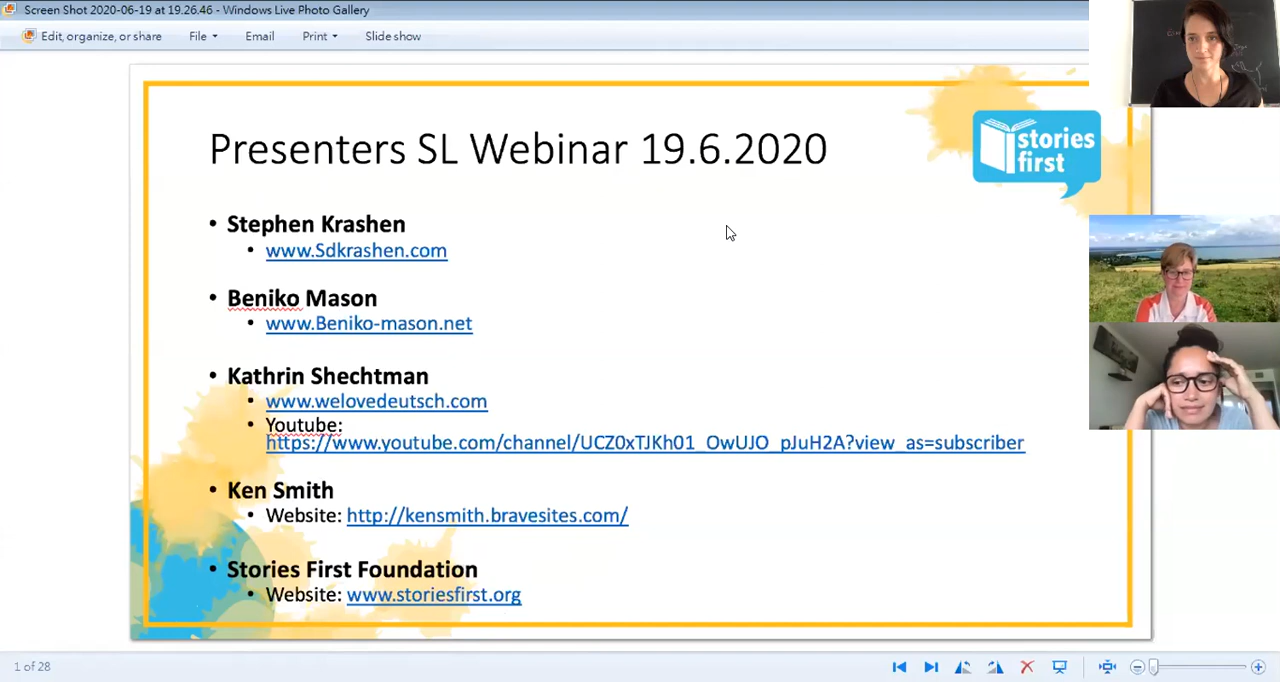 Screen Shot 2020-06-19 at 19.26.46 - Windows Live Photo Gallery
Edit, organize, or share File Email Print Slide show
Presenters SL Webinar 19.6.2020
stories
first
• Stephen Krashen
• www.Sdkrashen.com
• Beniko Mason
• www.Beniko-mason.net
• Kathrin Shechtman
• www.welovedeutsch.com
• Youtube:
https://www.youtube.com/channel/UCZ0xTJKh01_OwUJO_pJuH2A?view_as=subscriber
• Ken Smith
• Website: http://kensmith.bravesites.com/
• Stories First Foundation
• Website: www.storiesfirst.org
1 of 28